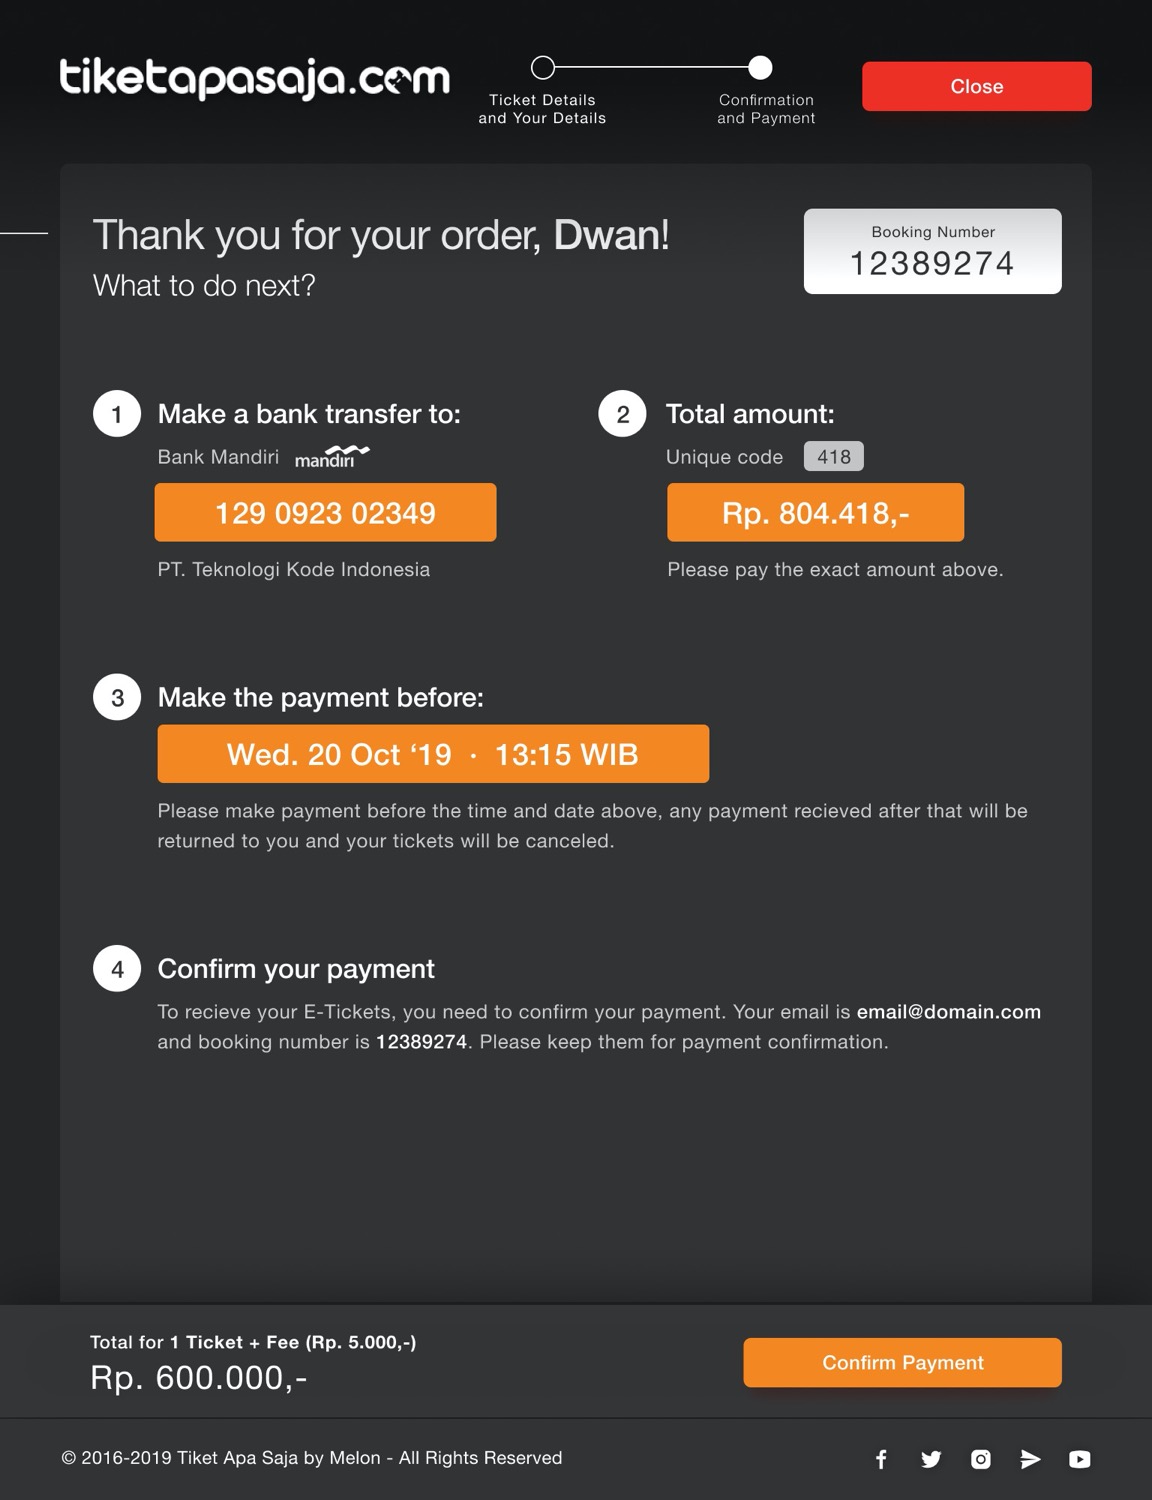 tiketapasaja.com
Ticket Details
and Your Details
Confirmation
and Payment
Close
Thank you for your order, Dwan!
What to do next?
Booking Number
12389274
1
Make a bank transfer to:
Bank Mandiri mandiri
129 0923 02349
PT. Teknologi Kode Indonesia
2
Total amount:
Unique code 418
Rp. 804.418,-
Please pay the exact amount above.
3
Make the payment before:
Wed. 20 Oct ‘19 · 13:15 WIB
Please make payment before the time and date above, any payment recieved after that will be
returned to you and your tickets will be canceled.
4
Confirm your payment
To recieve your E-Tickets, you need to confirm your payment. Your email is email@domain.com
and booking number is 12389274. Please keep them for payment confirmation.
Total for 1 Ticket + Fee (Rp. 5.000,-)
Rp. 600.000,-
Confirm Payment
© 2016-2019 Tiket Apa Saja by Melon - All Rights Reserved